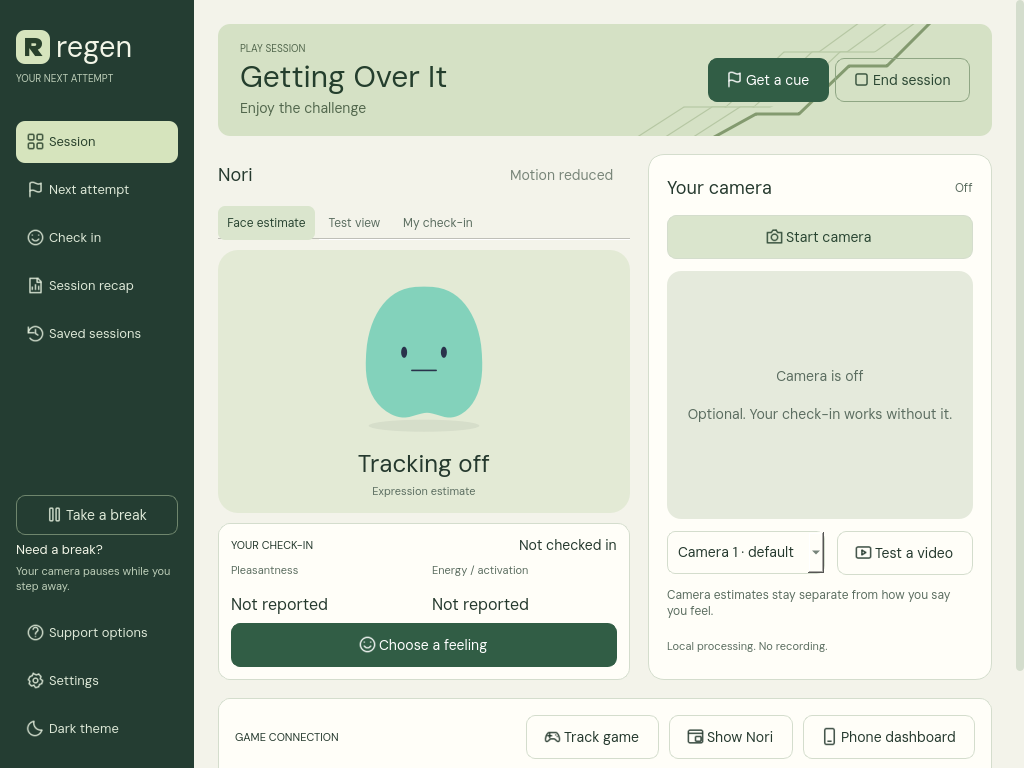 regen
YOUR NEXT ATTEMPT
Session
Next attempt
Check in
Session recap
Saved sessions
Take a break
Need a break?
Your camera pauses while you
step away.
Support options
Settings
Dark theme
PLAY SESSION
Getting Over It
Enjoy the challenge
Get a cue
End session
Nori
Motion reduced
Face estimate
Test view
My check-in
Tracking off
Expression estimate
YOUR CHECK-IN
Not checked in
Pleasantness
Energy / activation
Not reported
Not reported
Choose a feeling
Your camera
Off
Start camera
Camera is off
Optional. Your check-in works without it.
Camera 1 · default
Test a video
Camera estimates stay separate from how you say
you feel.
Local processing. No recording.
GAME CONNECTION
Track game
Show Nori
Phone dashboard